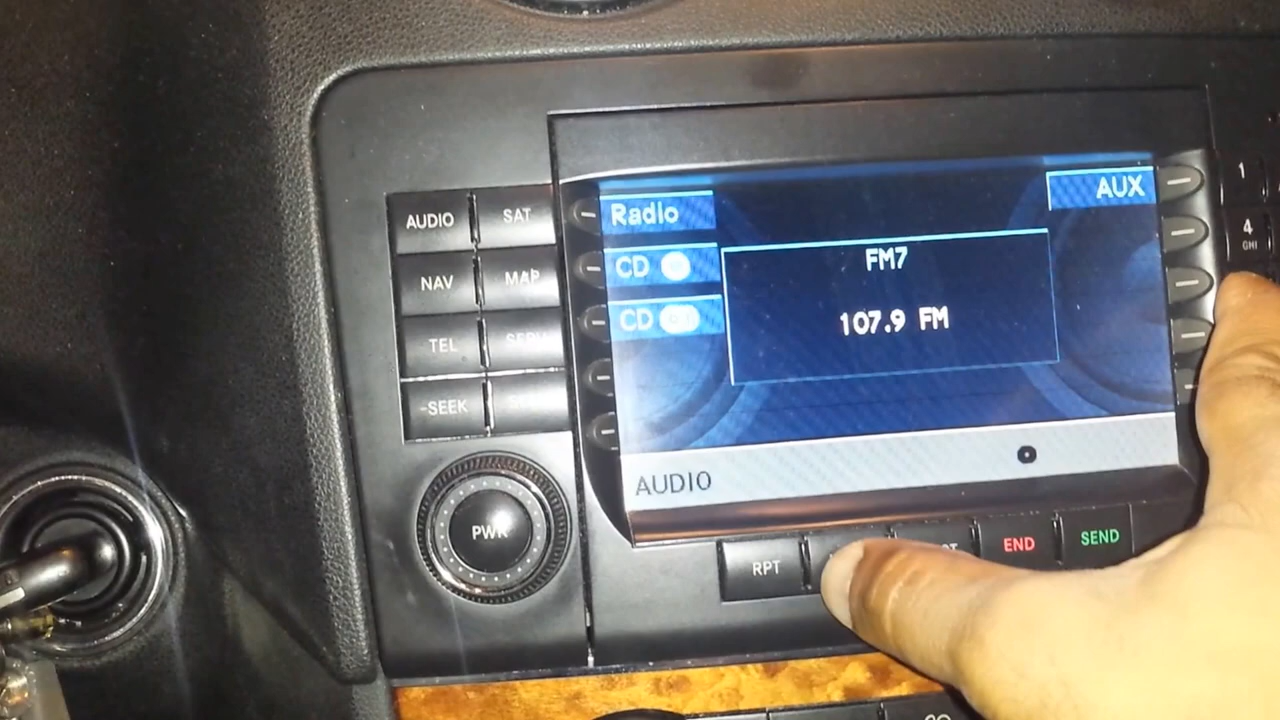 AUDIO SAT
NAV MAP
TEL SERV
-SEEK
PWR
Radio
CD
CD
AUX
FM7
107.9 FM
AUDIO
RPT
END
SEND
1
4
GHI